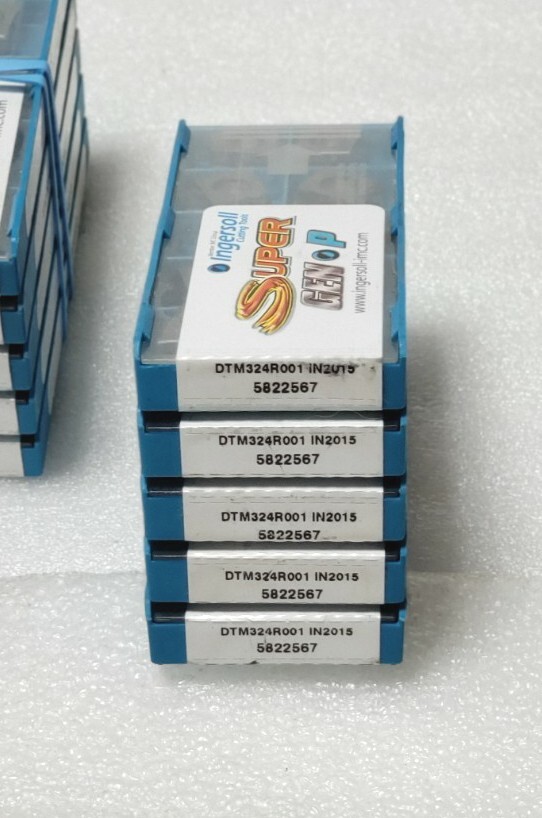 Ingersoll
Cutting Tools
SUPER
GEN P
www.ingersoll-imc.com
DTM324R001 IN2015
5822567
DTM324R001 IN2015
5822567
DTM324R001 IN2015
5822567
DTM324R001 IN2015
5822567
DTM324R001 IN2015
5822567